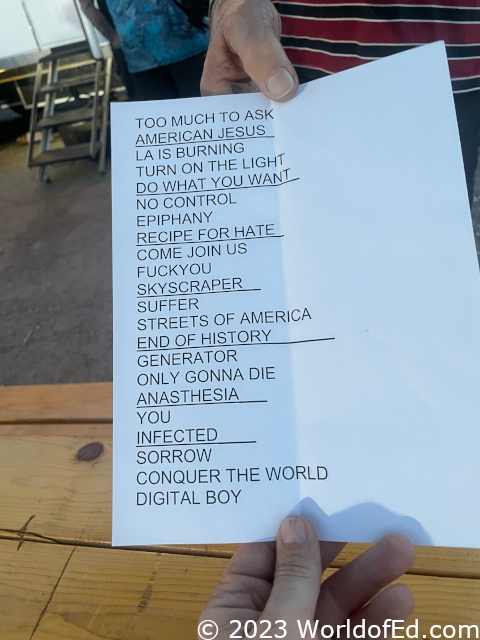 TOO MUCH TO ASK
AMERICAN JESUS
LA IS BURNING
TURN ON THE LIGHT
DO WHAT YOU WANT
NO CONTROL
EPIPHANY
RECIPE FOR HATE
COME JOIN US
FUCKYOU
SKYSCRAPER
SUFFER
STREETS OF AMERICA
END OF HISTORY
GENERATOR
ONLY GONNA DIE
ANASTHESIA
YOU
INFECTED
SORROW
CONQUER THE WORLD
DIGITAL BOY
© 2023 WorldofEd.com